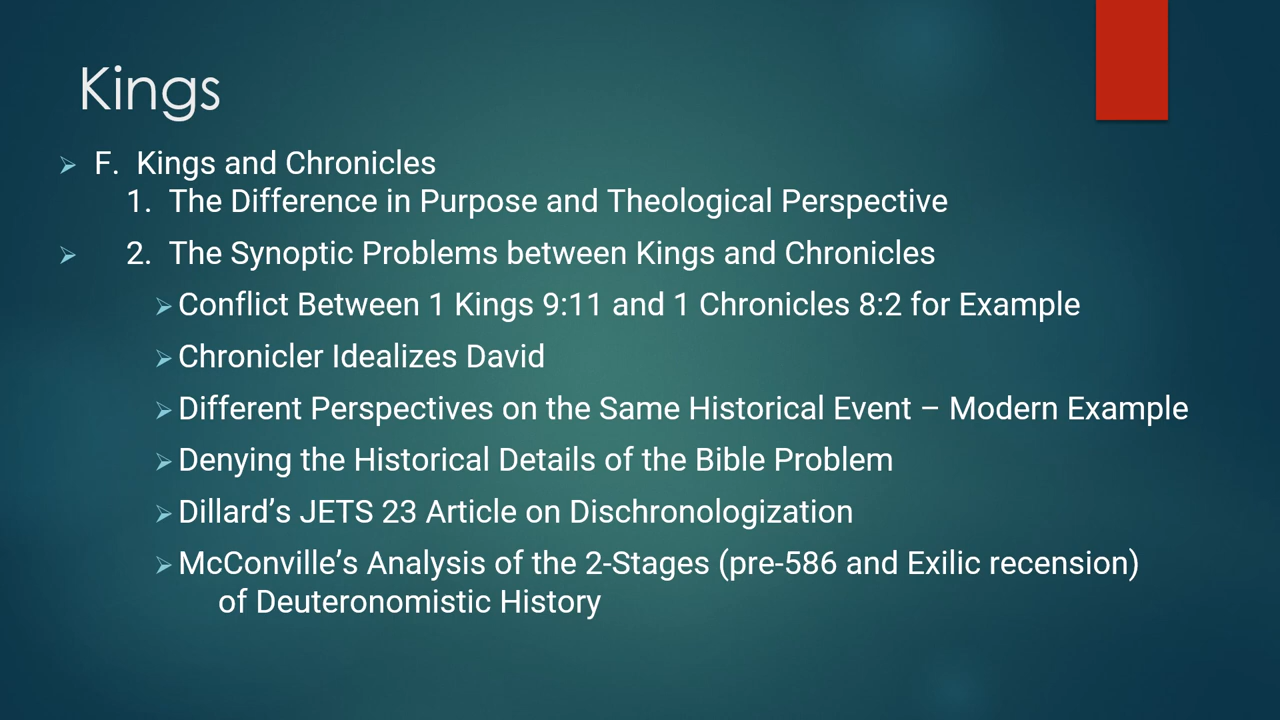 Kings
F. Kings and Chronicles
1. The Difference in Purpose and Theological Perspective
2. The Synoptic Problems between Kings and Chronicles
Conflict Between 1 Kings 9:11 and 1 Chronicles 8:2 for Example
Chronicler Idealizes David
Different Perspectives on the Same Historical Event – Modern Example
Denying the Historical Details of the Bible Problem
Dillard’s JETS 23 Article on Dischronologization
McConville’s Analysis of the 2-Stages (pre-586 and Exilic recension)
of Deuteronomistic History